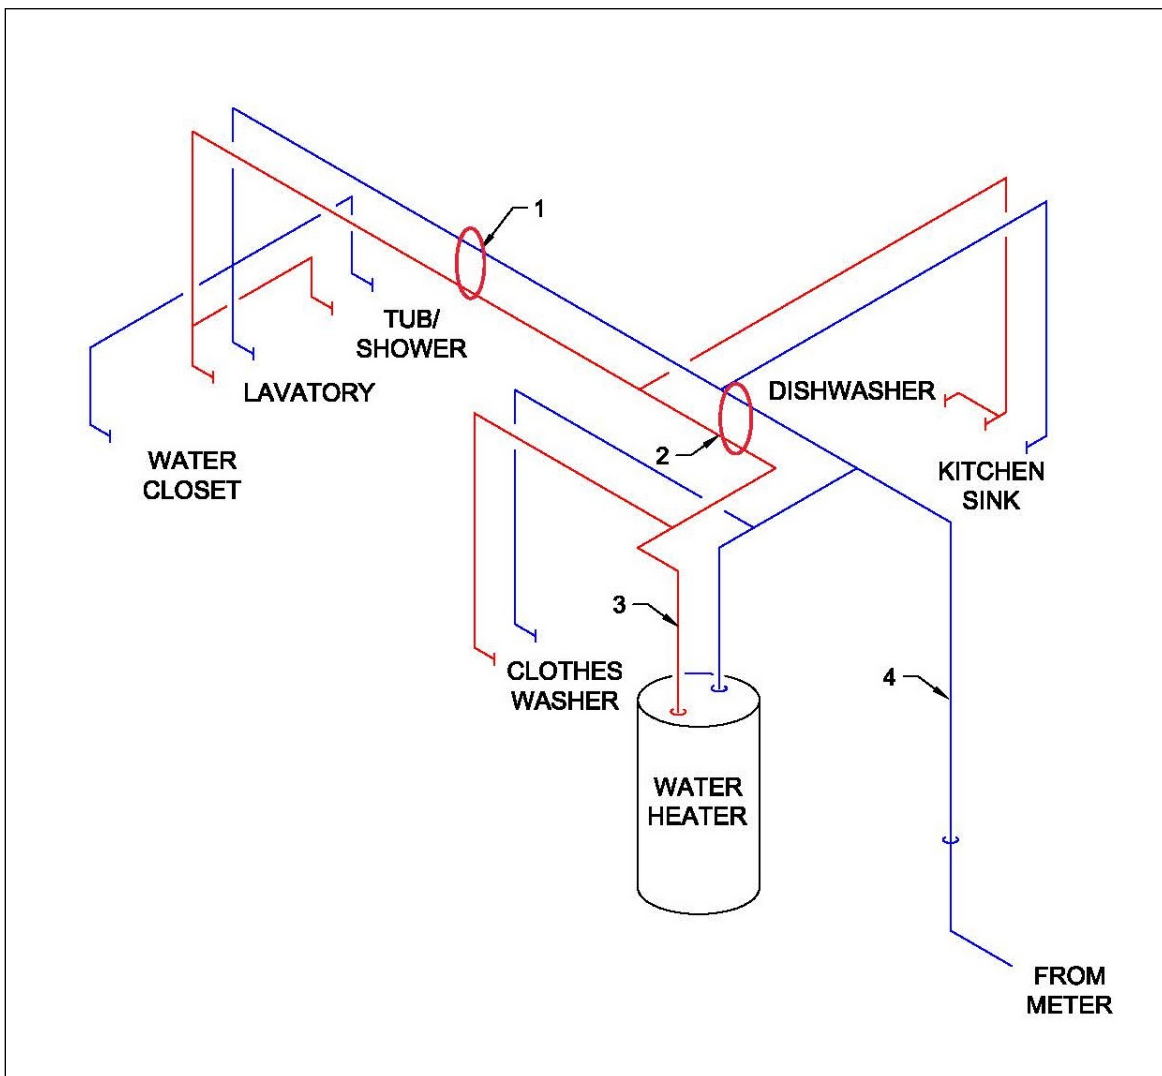 1
TUB/
SHOWER
LAVATORY
DISHWASHER
2
WATER
CLOSET
KITCHEN
SINK
3
CLOTHES
WASHER
4
WATER
HEATER
FROM
METER